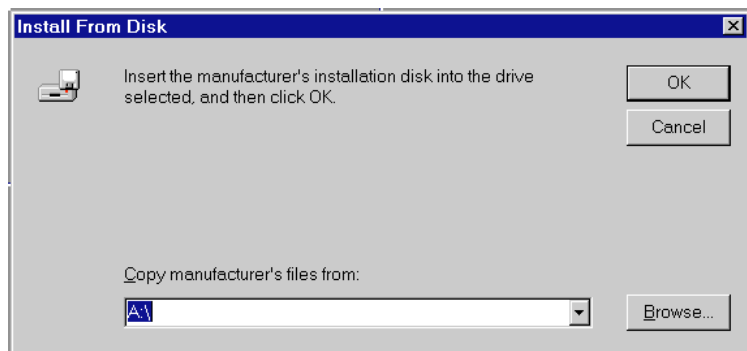 Install From Disk
Insert the manufacturer's installation disk into the drive
selected, and then click OK.
OK
Cancel
Copy manufacturer's files from:
A:\
Browse...